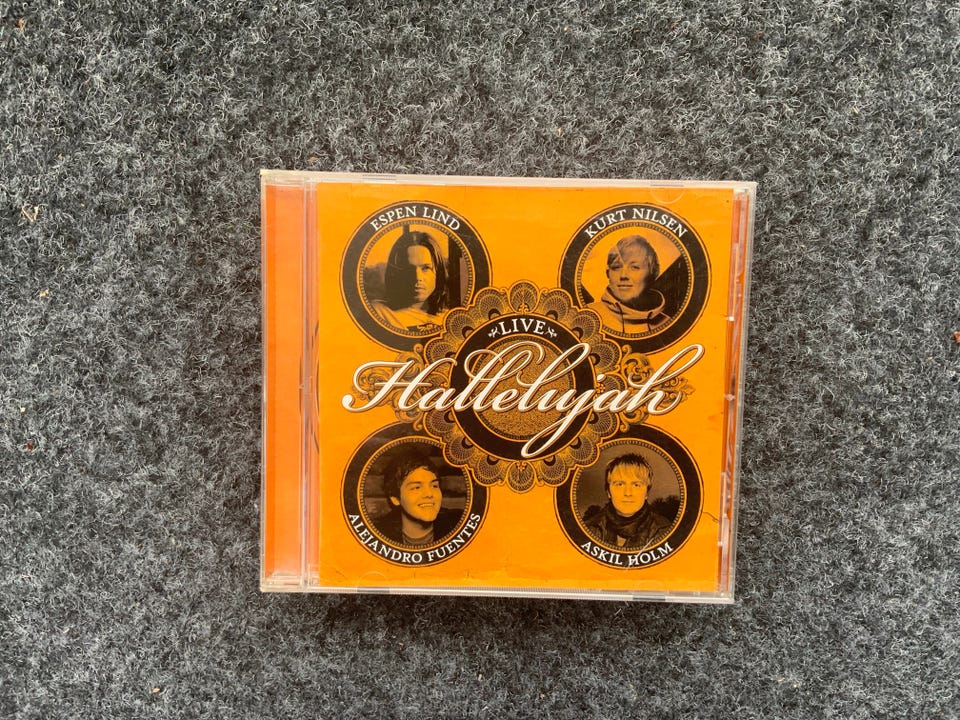 ESPEN LIND
KURT NILSEN
LIVE
Hallelujah
ALEJANDRO FUENTES
ASKIL HOLM